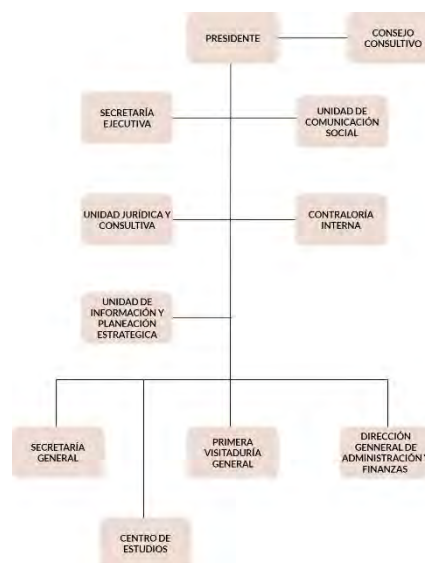 PRESIDENTE
CONSEJO
CONSULTIVO
SECRETARÍA
EJECUTIVA
UNIDAD DE
COMUNICACIÓN
SOCIAL
UNIDAD JURÍDICA Y
CONSULTIVA
CONTRALORÍA
INTERNA
UNIDAD DE
INFORMACIÓN Y
PLANEACIÓN
ESTRATEGICA
SECRETARÍA
GENERAL
PRIMERA
VISITADURÍA
GENERAL
DIRECCIÓN
GENNERAL DE
ADMINISTRACIÓN Y
FINANZAS
CENTRO DE
ESTUDIOS